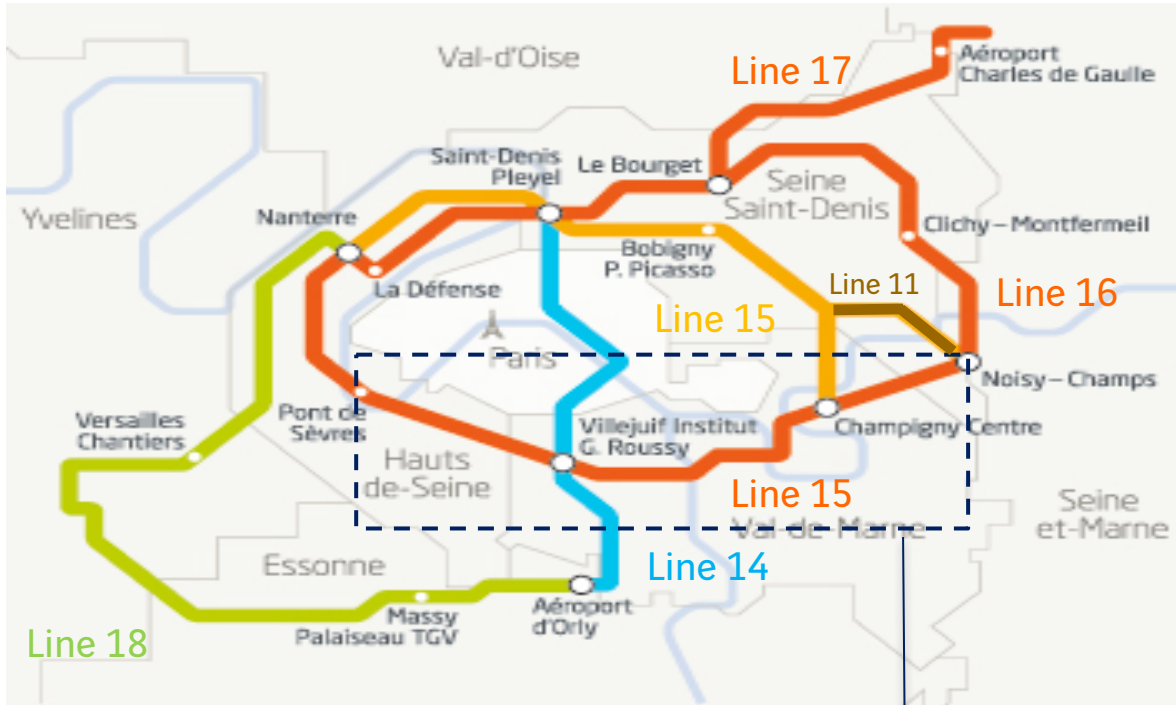 Val-d'Oise
Line 17
Aéroport
Charles de Gaulle
Saint-Denis
Pleyel
Le Bourget
Seine
Saint-Denis
Yvelines
Nanterre
Clichy – Montfermeil
Bobigny
P. Picasso
La Défense
Line 11
Line 16
Line 15
Paris
Noisy – Champs
Pont de
Sèvres
Versailles
Chantiers
Villejuif Institut
G. Roussy
Champigny Centre
Hauts
de-Seine
Line 15
Seine
et-Marne
Val-de-Marne
Essonne
Line 14
Aéroport
d'Orly
Massy
Palaiseau TGV
Line 18